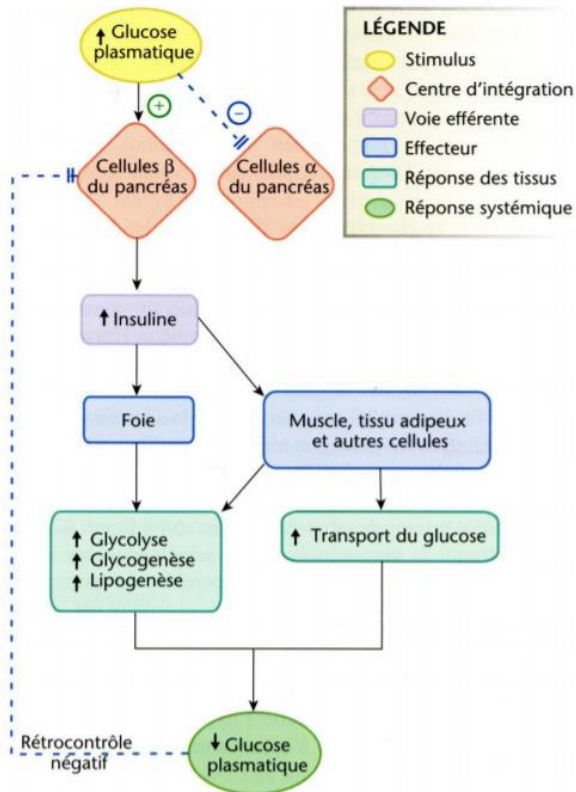 ↑ Glucose
plasmatique
+
−
Cellules β
du pancréas
Cellules α
du pancréas
LÉGENDE
Stimulus
Centre d'intégration
Voie efférente
Effecteur
Réponse des tissus
Réponse systémique
↑ Insuline
Foie
Muscle, tissu adipeux
et autres cellules
↑ Glycolyse
↑ Glycogenèse
↑ Lipogenèse
↑ Transport du glucose
Rétrocontrôle
négatif
↓ Glucose
plasmatique